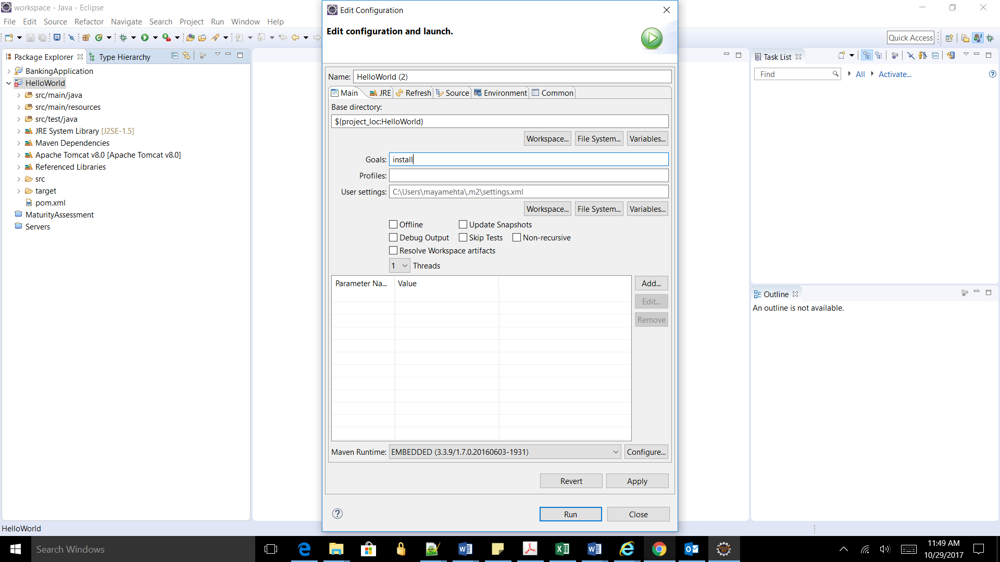 workspace - Java - Eclipse
File Edit Source Refactor Navigate Search Project Run Window Help
Quick Access
Package Explorer
Type Hierarchy
BankingApplication
HelloWorld
src/main/java
src/main/resources
src/test/java
JRE System Library [J2SE-1.5]
Maven Dependencies
Apache Tomcat v8.0 [Apache Tomcat v8.0]
Referenced Libraries
src
target
pom.xml
MaturityAssessment
Servers
Edit Configuration
Edit configuration and launch.
Name: HelloWorld (2)
Main JRE Refresh Source Environment Common
Base directory:
${project_loc:HelloWorld}
Workspace... File System... Variables...
Goals: install
Profiles:
User settings: C:\Users\mayamehta\.m2\settings.xml
Workspace... File System... Variables...
Offline Update Snapshots
Debug Output Skip Tests Non-recursive
Resolve Workspace artifacts
1 Threads
Parameter Na... Value
Add...
Edit...
Remove
Maven Runtime: EMBEDDED (3.3.9/1.7.0.20160603-1931) Configure...
Revert Apply
Run Close
Task List
Find All Activate...
Outline
An outline is not available.
HelloWorld
Search Windows
11:49 AM
10/29/2017